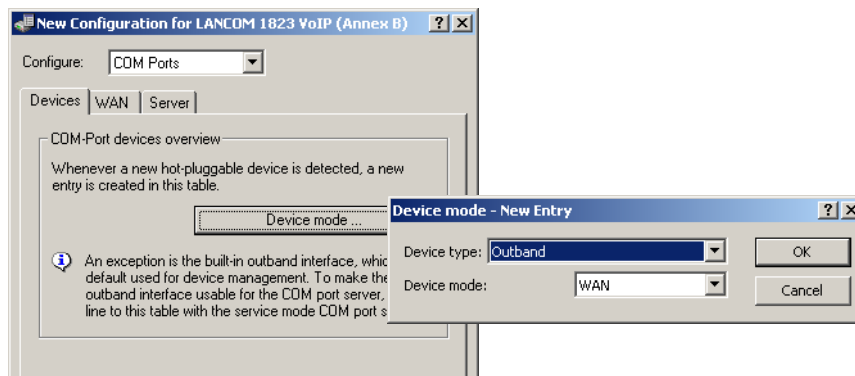 New Configuration for LANCOM 1823 VoIP (Annex B)
Configure: COM Ports
Devices WAN Server
COM-Port devices overview
Whenever a new hot-pluggable device is detected, a new
entry is created in this table.
Device mode ...
An exception is the built-in outband interface,
default used for device management. To make the
outband interface usable for the COM port server,
line to this table with the service mode COM port
Device mode - New Entry
Device type: Outband
OK
Device mode: WAN
Cancel